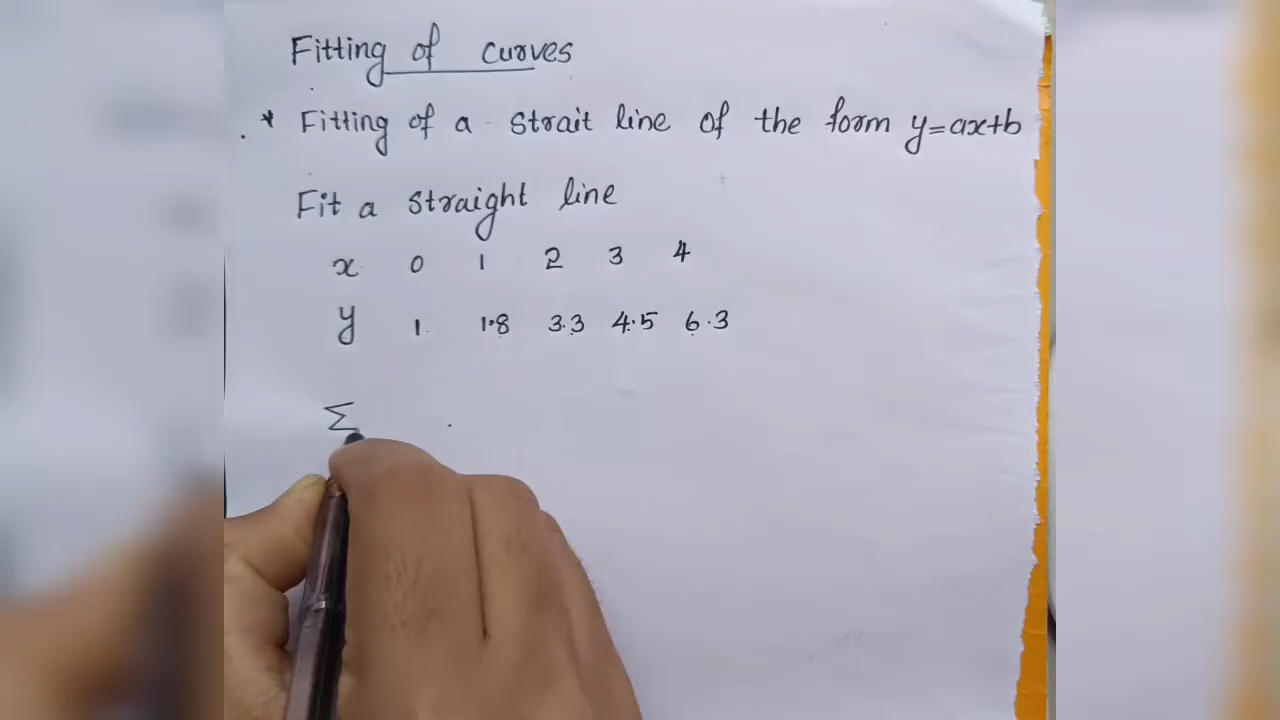 Fitting of curves
* Fitting of a strait line of the form y=ax+b
Fit a straight line
x 0 1 2 3 4
y 1. 1.8 3.3 4.5 6.3
Σ